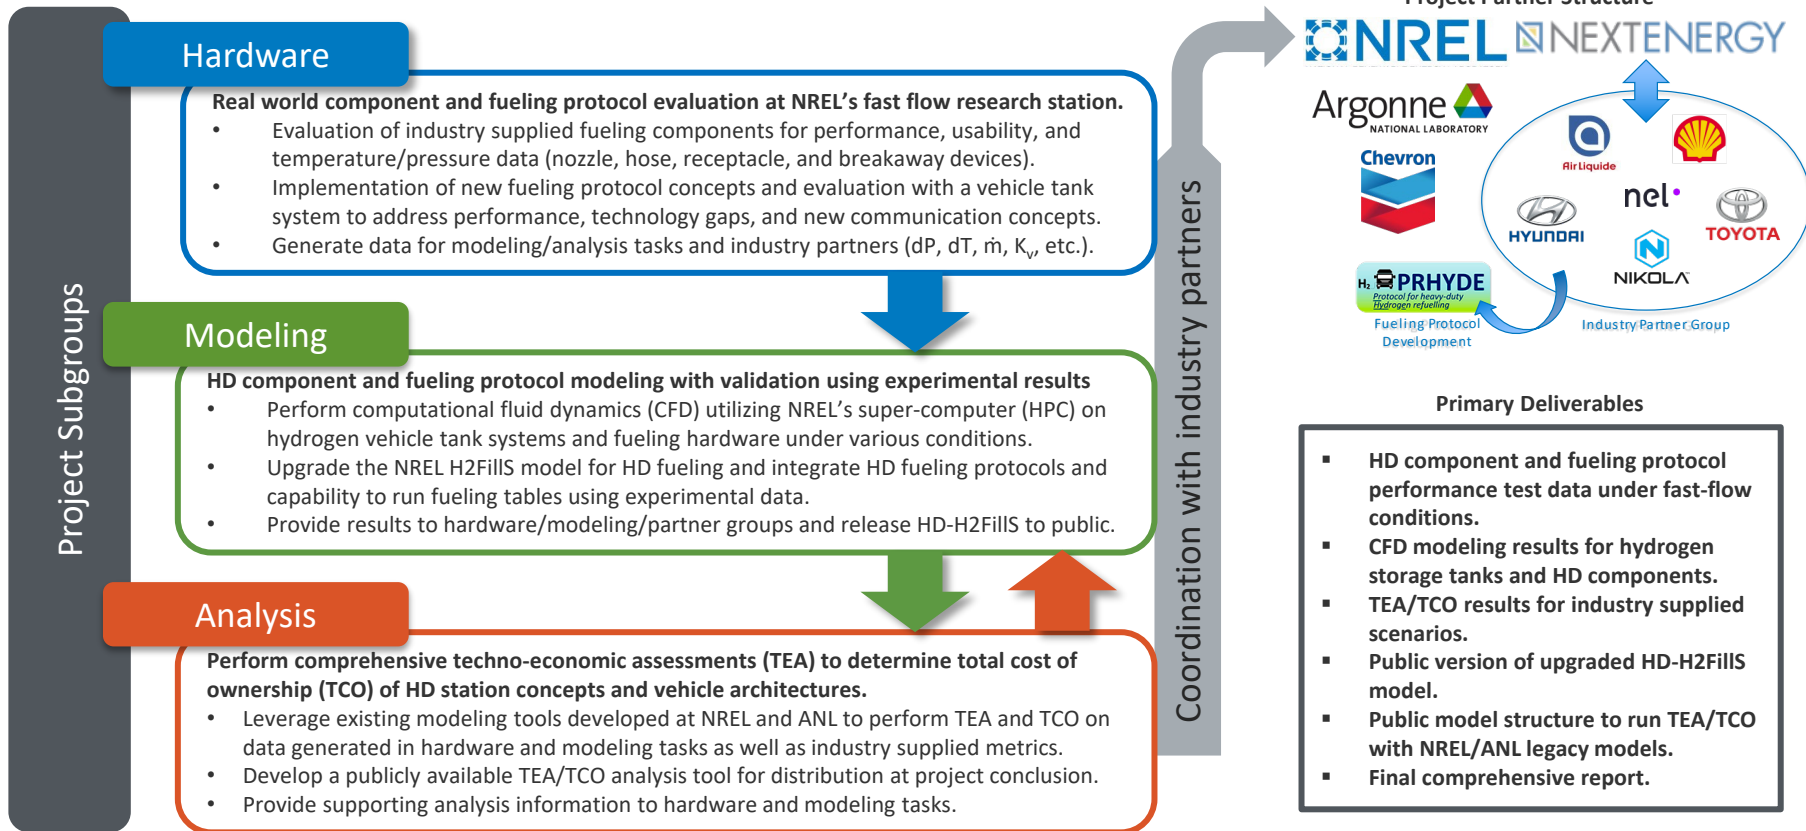 Project Subgroups
Hardware
Real world component and fueling protocol evaluation at NREL's fast flow research station.
• Evaluation of industry supplied fueling components for performance, usability, and
temperature/pressure data (nozzle, hose, receptacle, and breakaway devices).
• Implementation of new fueling protocol concepts and evaluation with a vehicle tank
system to address performance, technology gaps, and new communication concepts.
• Generate data for modeling/analysis tasks and industry partners (dP, dT, ṁ, Kv, etc.).
Modeling
HD component and fueling protocol modeling with validation using experimental results
• Perform computational fluid dynamics (CFD) utilizing NREL's super-computer (HPC) on
hydrogen vehicle tank systems and fueling hardware under various conditions.
• Upgrade the NREL H2FillS model for HD fueling and integrate HD fueling protocols and
capability to run fueling tables using experimental data.
• Provide results to hardware/modeling/partner groups and release HD-H2FillS to public.
Analysis
Perform comprehensive techno-economic assessments (TEA) to determine total cost of
ownership (TCO) of HD station concepts and vehicle architectures.
• Leverage existing modeling tools developed at NREL and ANL to perform TEA and TCO on
data generated in hardware and modeling tasks as well as industry supplied metrics.
• Develop a publicly available TEA/TCO analysis tool for distribution at project conclusion.
• Provide supporting analysis information to hardware and modeling tasks.
Coordination with industry partners
Project Partner Structure
NREL
NEXTENERGY
Argonne
NATIONAL LABORATORY
Chevron
Air Liquide
nel
HYUNDAI
TOYOTA
NIKOLA
H₂ PRHYDE
Protocol for heavy-duty
Hydrogen refuelling
Fueling Protocol
Development
Industry Partner Group
Primary Deliverables
▪ HD component and fueling protocol
performance test data under fast-flow
conditions.
▪ CFD modeling results for hydrogen
storage tanks and HD components.
▪ TEA/TCO results for industry supplied
scenarios.
▪ Public version of upgraded HD-H2FillS
model.
▪ Public model structure to run TEA/TCO
with NREL/ANL legacy models.
▪ Final comprehensive report.